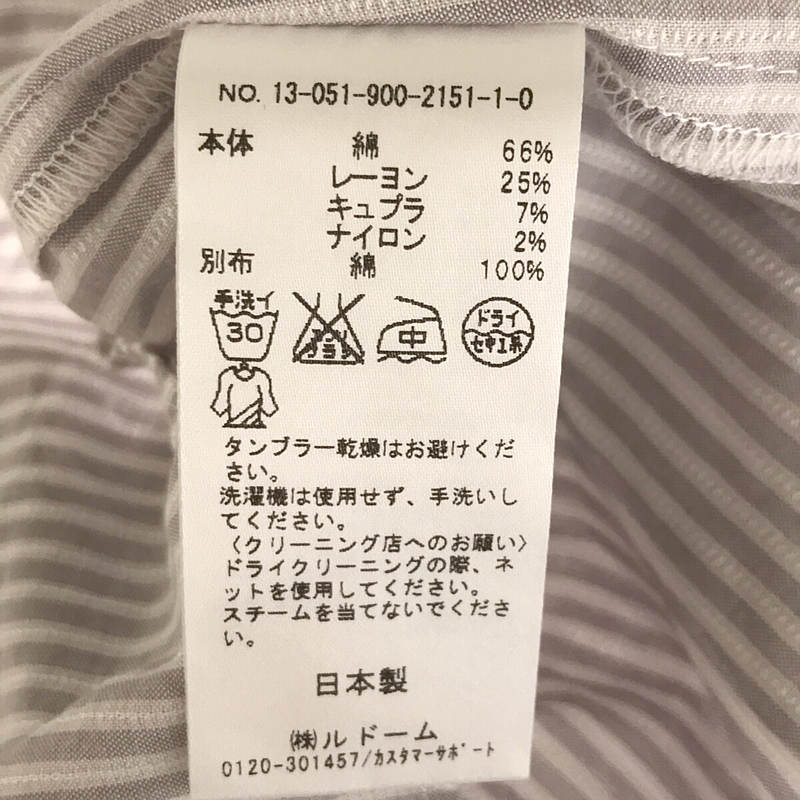 NO. 13-051-900-2151-1-0
本体 綿 66%
レーヨン 25%
キュプラ 7%
ナイロン 2%
別布 綿 100%
手洗イ
30
エンソ
サラシ
中
ドライ
セキユ系
タンブラー乾燥はお避けくだ
さい。
洗濯機は使用せず、手洗いし
てください。
〈クリーニング店へのお願い〉
ドライクリーニングの際、ネ
ットを使用してください。
スチームを当てないでくださ
い。
日本製
㈱ルドーム
0120-301457/カスタマーサポート